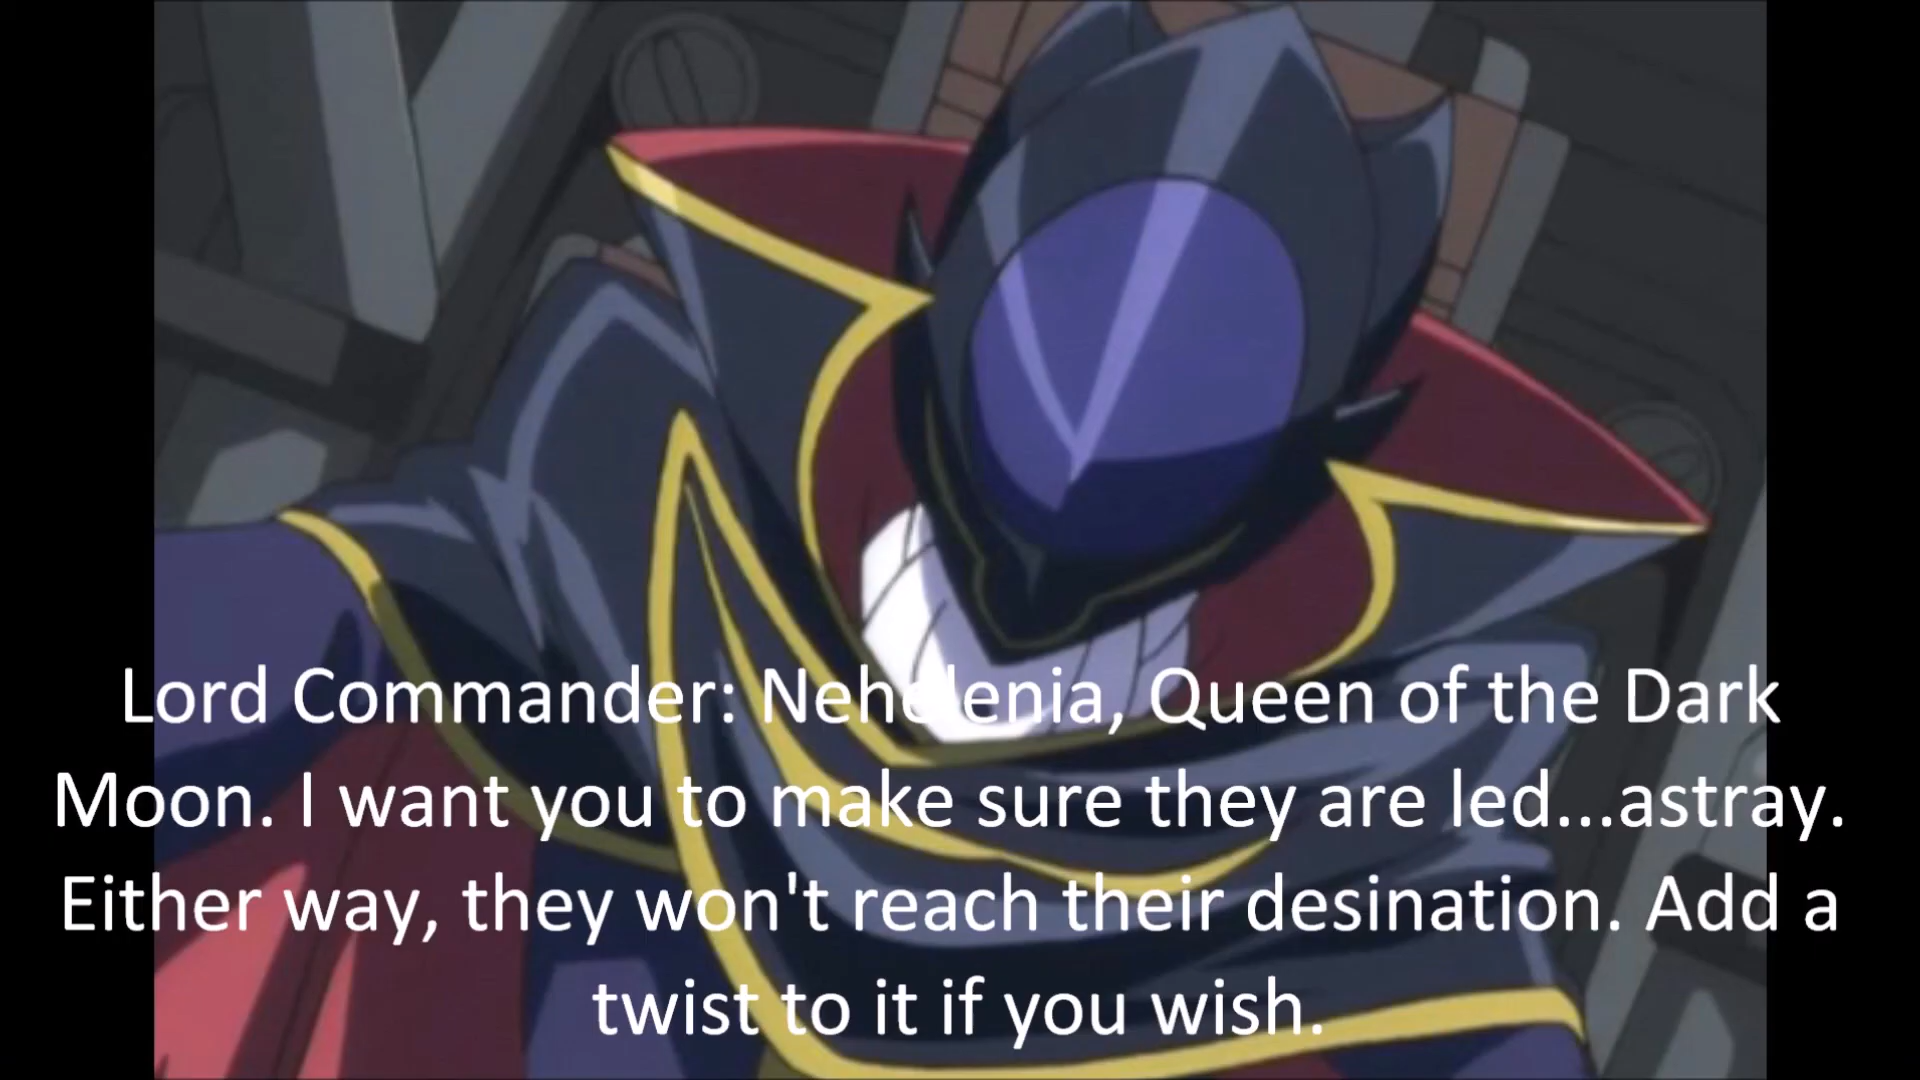 Lord Commander: Nehelenia, Queen of the Dark
Moon. I want you to make sure they are led...astray.
Either way, they won't reach their desination. Add a
twist to it if you wish.